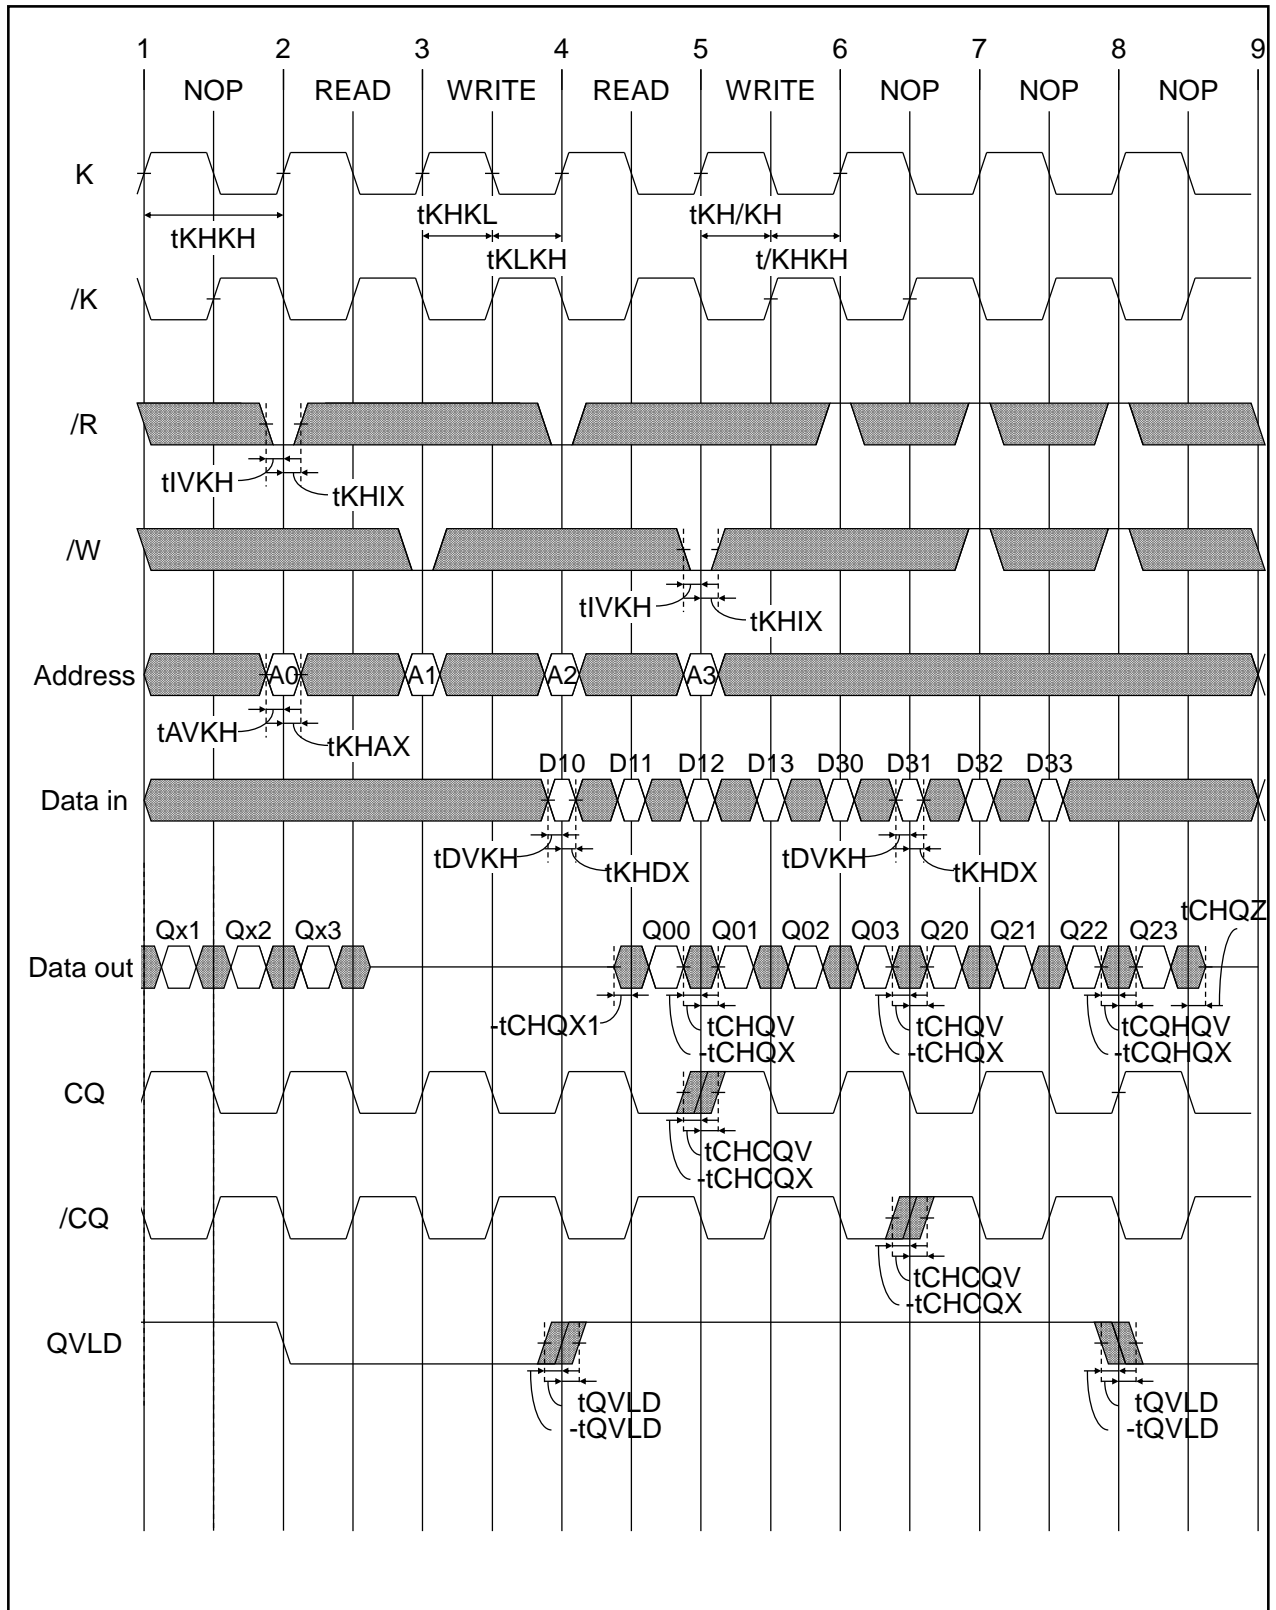 1 2 3 4 5 6 7 8 9
NOP READ WRITE READ WRITE NOP NOP NOP
K
tKHKL tKH/KH
tKHKH
tKLKH t/KHKH
/K
/R
tIVKH tKHIX
/W
tIVKH tKHIX
Address A0 A1 A2 A3
tAVKH tKHAX
D10 D11 D12 D13 D30 D31 D32 D33
Data in
tDVKH tKHDX tDVKH tKHDX
tCHQZ
Qx1 Qx2 Qx3 Q00 Q01 Q02 Q03 Q20 Q21 Q22 Q23
Data out
-tCHQX1 tCHQV tCHQV tCQHQV
-tCHQX -tCHQX -tCQHQX
CQ
tCHCQV
-tCHCQX
/CQ
tCHCQV
-tCHCQX
QVLD
tQVLD tQVLD
-tQVLD -tQVLD